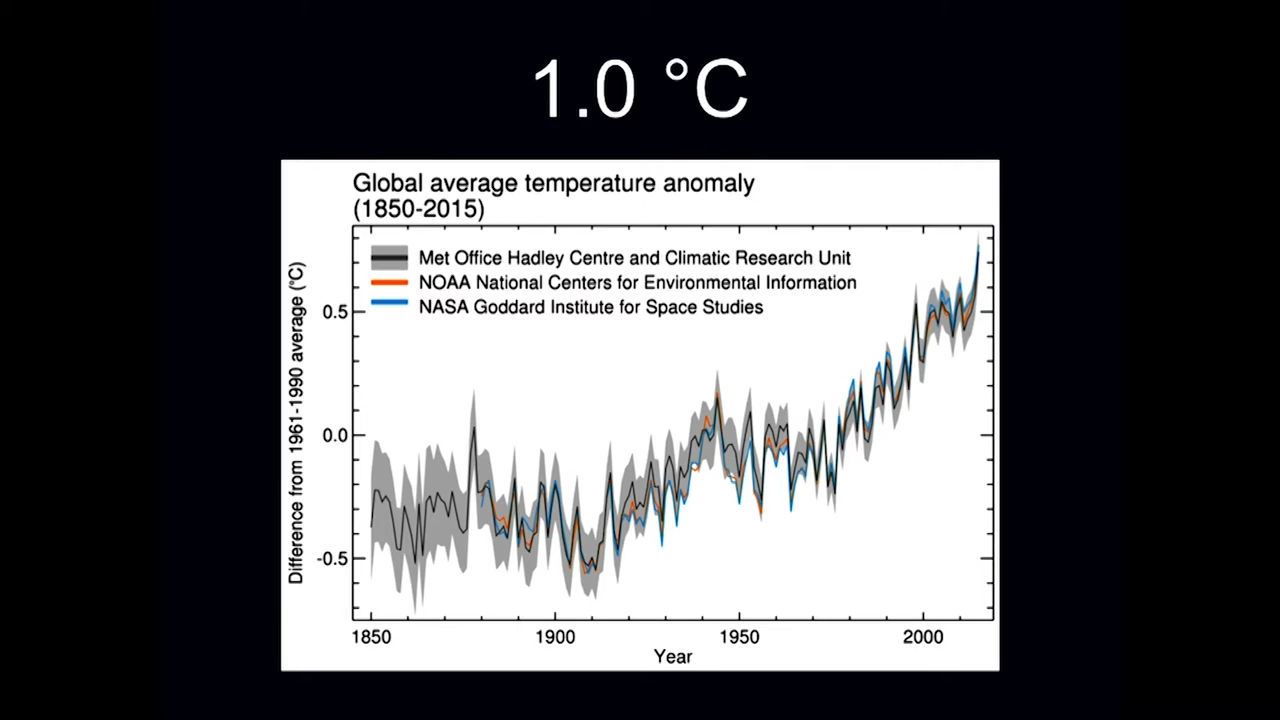 1.0 °C
Global average temperature anomaly
(1850-2015)
Met Office Hadley Centre and Climatic Research Unit
NOAA National Centers for Environmental Information
NASA Goddard Institute for Space Studies
Difference from 1961-1990 average (°C)
0.5
0.0
-0.5
1850
1900
1950
2000
Year